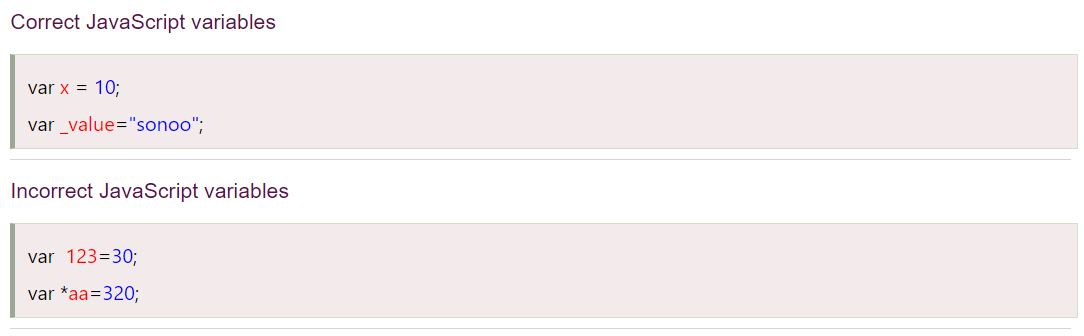 Correct JavaScript variables
var x = 10;
var _value="sonoo";
Incorrect JavaScript variables
var  123=30;
var *aa=320;